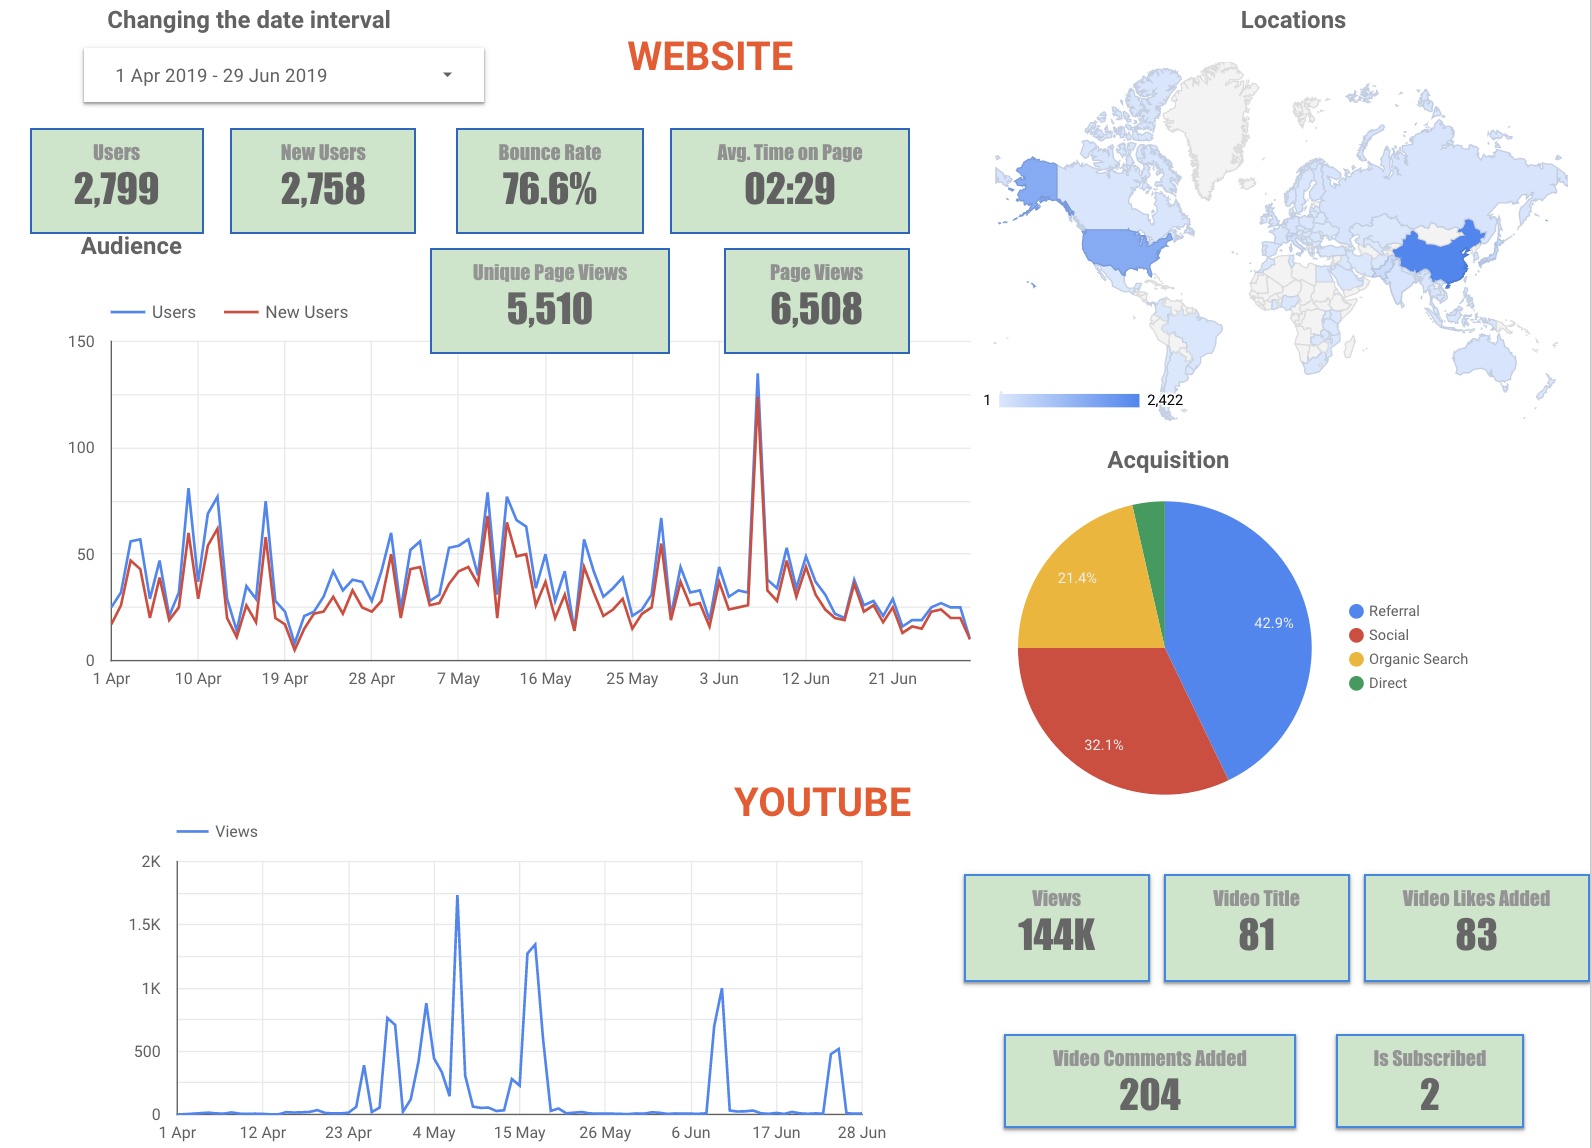 Changing the date interval
1 Apr 2019 - 29 Jun 2019
WEBSITE
Users
2,799
New Users
2,758
Bounce Rate
76.6%
Avg. Time on Page
02:29
Audience
Unique Page Views
5,510
Page Views
6,508
Users
New Users
150
100
50
0
1 Apr
10 Apr
19 Apr
28 Apr
7 May
16 May
25 May
3 Jun
12 Jun
21 Jun
Locations
1
2,422
Acquisition
42.9%
32.1%
21.4%
Referral
Social
Organic Search
Direct
YOUTUBE
Views
2K
1.5K
1K
500
0
1 Apr
12 Apr
23 Apr
4 May
15 May
26 May
6 Jun
17 Jun
28 Jun
Views
144K
Video Title
81
Video Likes Added
83
Video Comments Added
204
Is Subscribed
2